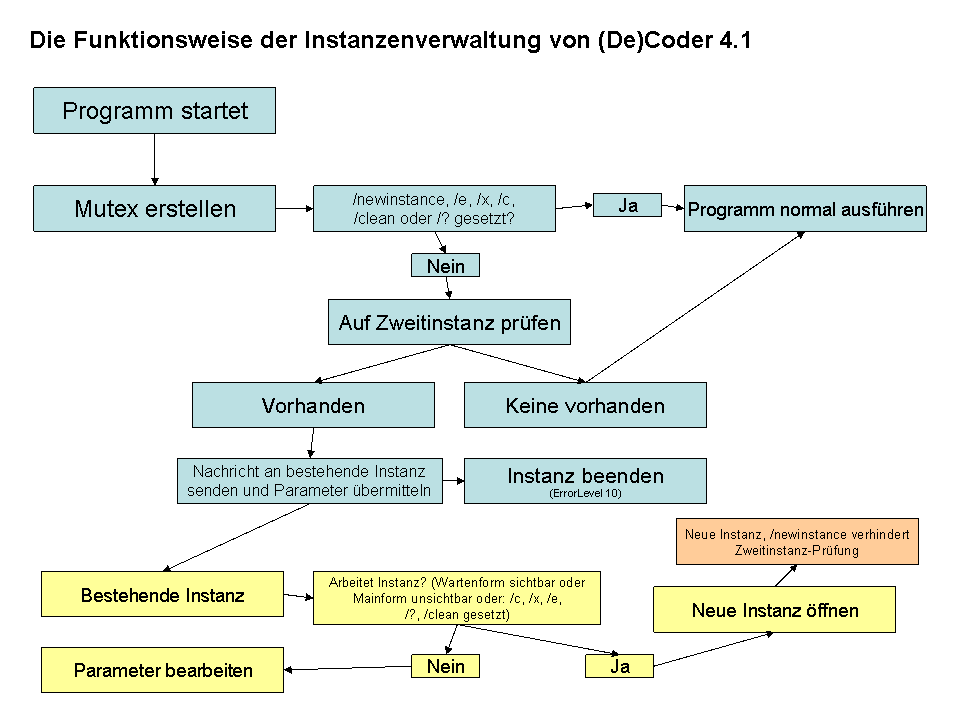 Die Funktionsweise der Instanzenverwaltung von (De)Coder 4.1
Programm startet
Mutex erstellen
/newinstance, /e, /x, /c,
/clean oder /? gesetzt?
Ja
Programm normal ausführen
Nein
Auf Zweitinstanz prüfen
Vorhanden
Keine vorhanden
Nachricht an bestehende Instanz
senden und Parameter übermitteln
Instanz beenden
(ErrorLevel 10)
Neue Instanz, /newinstance verhindert
Zweitinstanz-Prüfung
Bestehende Instanz
Arbeitet Instanz? (Wartenform sichtbar oder
Mainform unsichtbar oder: /c, /x, /e,
/?, /clean gesetzt)
Neue Instanz öffnen
Parameter bearbeiten
Nein
Ja